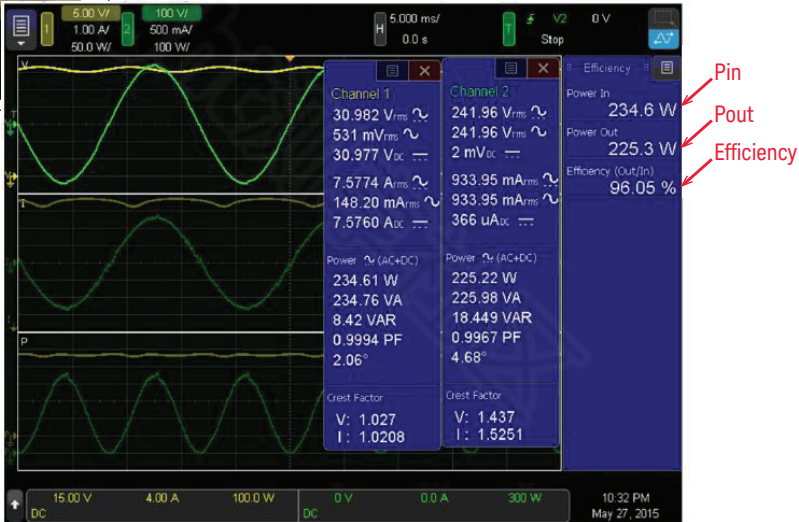 5.00 V/
1.00 A/
50.0 W/
1
2
100 V/
500 mA/
100 W/
H
5.000 ms/
0.0 s
T
V2
0 V
Stop
V
I
P
Channel 1
30.982 Vrms
531 mVrms
30.977 VDC
7.5774 Arms
148.20 mArms
7.5760 ADC
Power (AC+DC)
234.61 W
234.76 VA
8.42 VAR
0.9994 PF
2.06°
Crest Factor
V: 1.027
I: 1.0208
Channel 2
241.96 Vrms
241.96 Vrms
2 mVDC
933.95 mArms
933.95 mArms
366 uADC
Power (AC+DC)
225.22 W
225.98 VA
18.449 VAR
0.9967 PF
4.68°
Crest Factor
V: 1.437
I: 1.5251
Efficiency
Power In
234.6 W
Power Out
225.3 W
Efficiency (Out/In)
96.05 %
Pin
Pout
Efficiency
15.00 V 4.00 A 100.0 W
DC
0 V 0.0 A 300 W
DC
10:32 PM
May 27, 2015